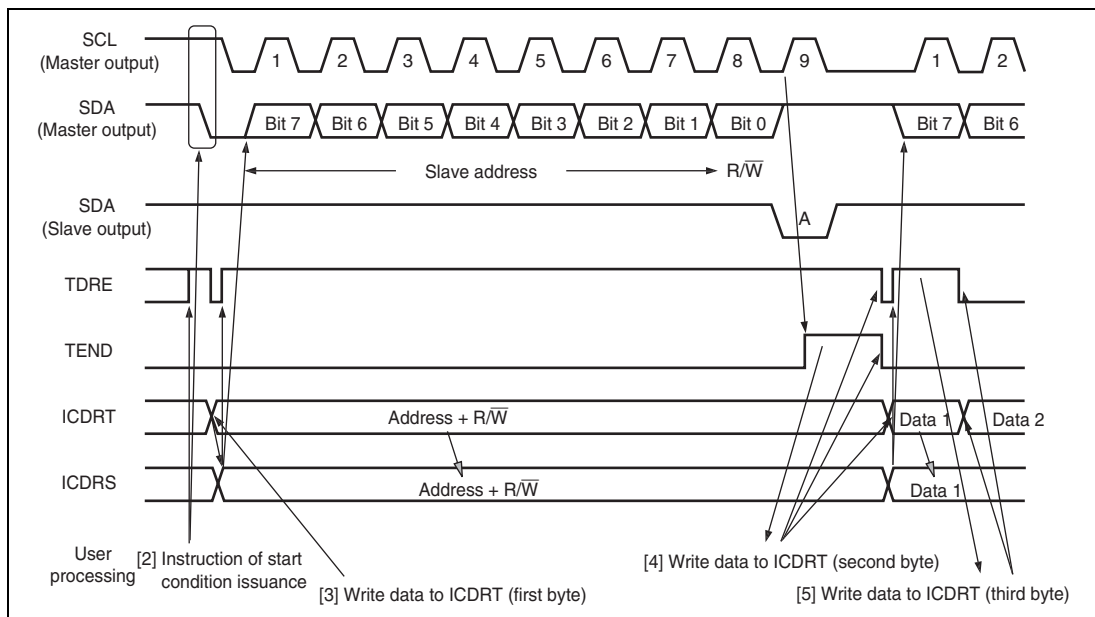 SCL
(Master output)
1 2 3 4 5 6 7 8 9 1 2
SDA
(Master output)
Bit 7 Bit 6 Bit 5 Bit 4 Bit 3 Bit 2 Bit 1 Bit 0 Bit 7 Bit 6
Slave address R/W̅
SDA
(Slave output)
A
TDRE
TEND
ICDRT
Address + R/W̅ Data 1 Data 2
ICDRS
Address + R/W̅ Data 1
User
processing
[2] Instruction of start
condition issuance
[3] Write data to ICDRT (first byte)
[4] Write data to ICDRT (second byte)
[5] Write data to ICDRT (third byte)